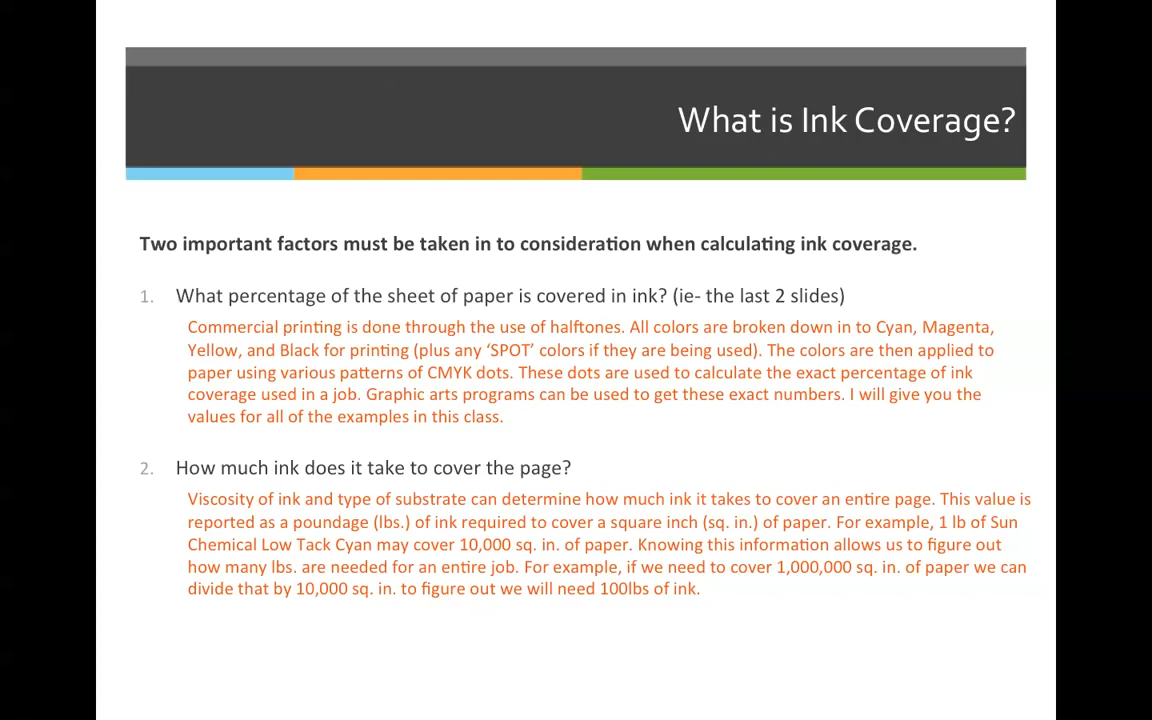 What is Ink Coverage?
Two important factors must be taken in to consideration when calculating ink coverage.
1. What percentage of the sheet of paper is covered in ink? (ie- the last 2 slides)
Commercial printing is done through the use of halftones. All colors are broken down in to Cyan, Magenta,
Yellow, and Black for printing (plus any ‘SPOT’ colors if they are being used). The colors are then applied to
paper using various patterns of CMYK dots. These dots are used to calculate the exact percentage of ink
coverage used in a job. Graphic arts programs can be used to get these exact numbers. I will give you the
values for all of the examples in this class.
2. How much ink does it take to cover the page?
Viscosity of ink and type of substrate can determine how much ink it takes to cover an entire page. This value is
reported as a poundage (lbs.) of ink required to cover a square inch (sq. in.) of paper. For example, 1 lb of Sun
Chemical Low Tack Cyan may cover 10,000 sq. in. of paper. Knowing this information allows us to figure out
how many lbs. are needed for an entire job. For example, if we need to cover 1,000,000 sq. in. of paper we can
divide that by 10,000 sq. in. to figure out we will need 100lbs of ink.